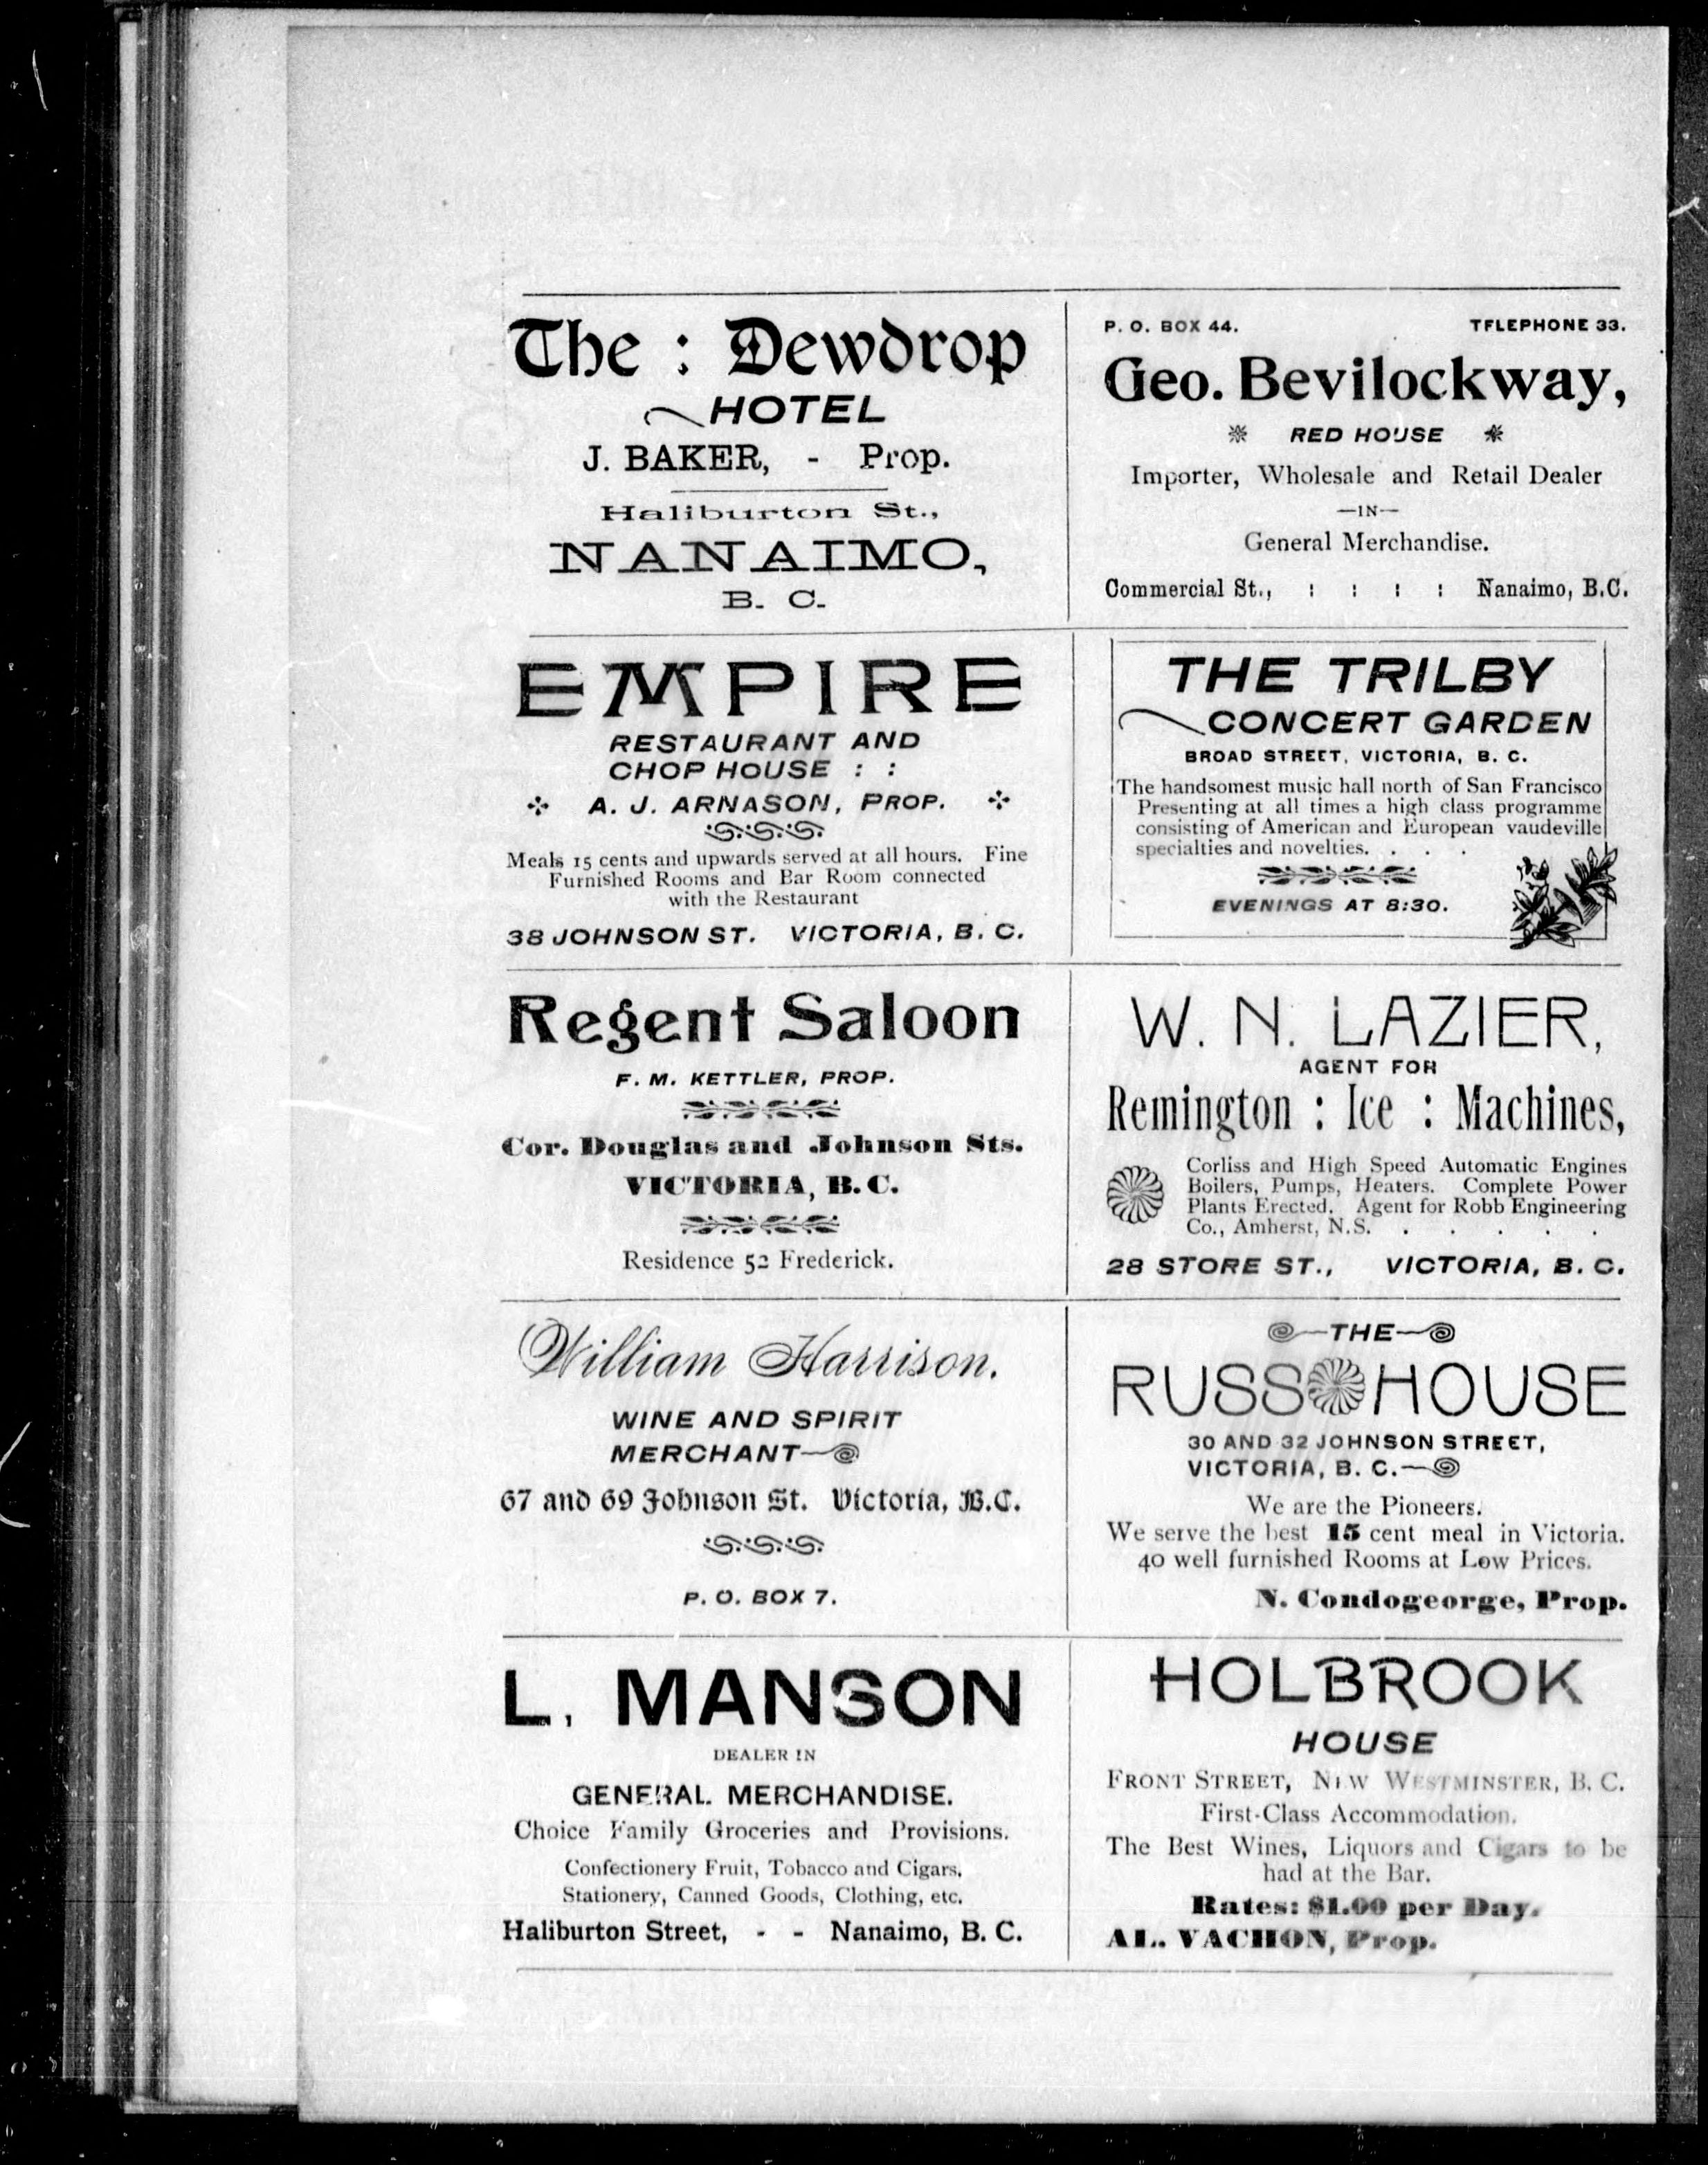 The : Dewdrop
HOTEL
J. BAKER, - Prop.
Haliburton St.,
NANAIMO,
B. C.
P. O. BOX 44. TFLEPHONE 33.
Geo. Bevilockway,
RED HOUSE
Importer, Wholesale and Retail Dealer
—IN—
General Merchandise.
Commercial St., : : : : Nanaimo, B.C.
EMPIRE
RESTAURANT AND
CHOP HOUSE : :
A. J. ARNASON, PROP.
Meals 15 cents and upwards served at all hours. Fine
Furnished Rooms and Bar Room connected
with the Restaurant
38 JOHNSON ST. VICTORIA, B. C.
THE TRILBY
CONCERT GARDEN
BROAD STREET, VICTORIA, B. C.
The handsomest music hall north of San Francisco
Presenting at all times a high class programme
consisting of American and European vaudeville
specialties and novelties. . . .
EVENINGS AT 8:30.
Regent Saloon
F. M. KETTLER, PROP.
Cor. Douglas and Johnson Sts.
VICTORIA, B. C.
Residence 52 Frederick.
W. N. LAZIER,
AGENT FOR
Remington : Ice : Machines,
Corliss and High Speed Automatic Engines
Boilers, Pumps, Heaters. Complete Power
Plants Erected. Agent for Robb Engineering
Co., Amherst, N.S. . . . . .
28 STORE ST., VICTORIA, B. C.
William Harrison.
WINE AND SPIRIT
MERCHANT
67 and 69 Johnson St. Victoria, B.C.
P. O. BOX 7.
THE
RUSS HOUSE
30 AND 32 JOHNSON STREET,
VICTORIA, B. C.
We are the Pioneers.
We serve the best 15 cent meal in Victoria.
40 well furnished Rooms at Low Prices.
N. Condogeorge, Prop.
L. MANSON
DEALER IN
GENERAL MERCHANDISE.
Choice Family Groceries and Provisions.
Confectionery Fruit, Tobacco and Cigars,
Stationery, Canned Goods, Clothing, etc.
Haliburton Street, - - Nanaimo, B. C.
HOLBROOK
HOUSE
FRONT STREET, NEW WESTMINSTER, B. C.
First-Class Accommodation.
The Best Wines, Liquors and Cigars to be
had at the Bar.
Rates: $1.00 per Day.
AL. VACHON, Prop.